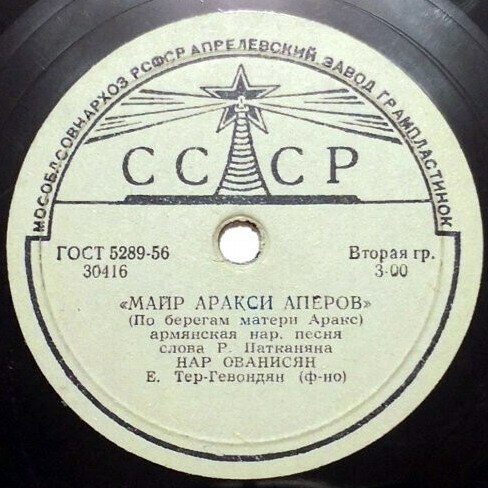 МОСОБЛСОВНАРХОЗ РСФСР АПРЕЛЕВСКИЙ ЗАВОД ГРАМПЛАСТИНОК
СССР
ГОСТ 5289-56
30416
Вторая гр.
3-00
«МАЙР АРАКСИ АПЕРОВ»
(По берегам матери Аракс)
армянская нар. песня
слова Р. Патканяна
НАР ОВАНИСЯН
Е. Тер-Гевондян (ф-но)